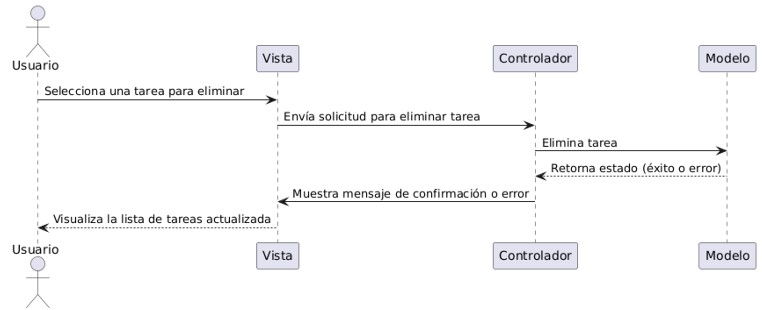 Usuario
Vista
Controlador
Modelo
Selecciona una tarea para eliminar
Envía solicitud para eliminar tarea
Elimina tarea
Retorna estado (éxito o error)
Muestra mensaje de confirmación o error
Visualiza la lista de tareas actualizada
Usuario
Vista
Controlador
Modelo